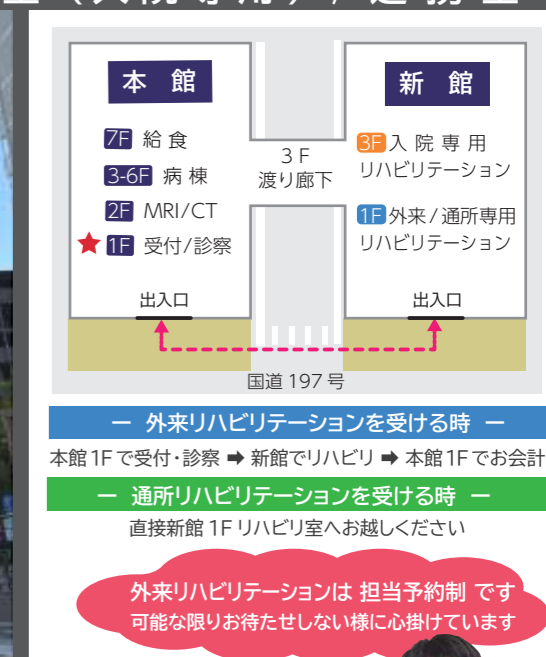 本館
7F 給食
3-6F 病棟
2F MRI/CT
★ 1F 受付/診察
出入口
3F
渡り廊下
新館
3F 入院専用
リハビリテーション
1F 外来/通所専用
リハビリテーション
出入口
国道197号
ー 外来リハビリテーションを受ける時 ー
本館1Fで受付・診察 ➡ 新館でリハビリ ➡ 本館1Fでお会計
ー 通所リハビリテーションを受ける時 ー
直接新館1Fリハビリ室へお越しください
外来リハビリテーションは 担当予約制 です
可能な限りお待たせしない様に心掛けています